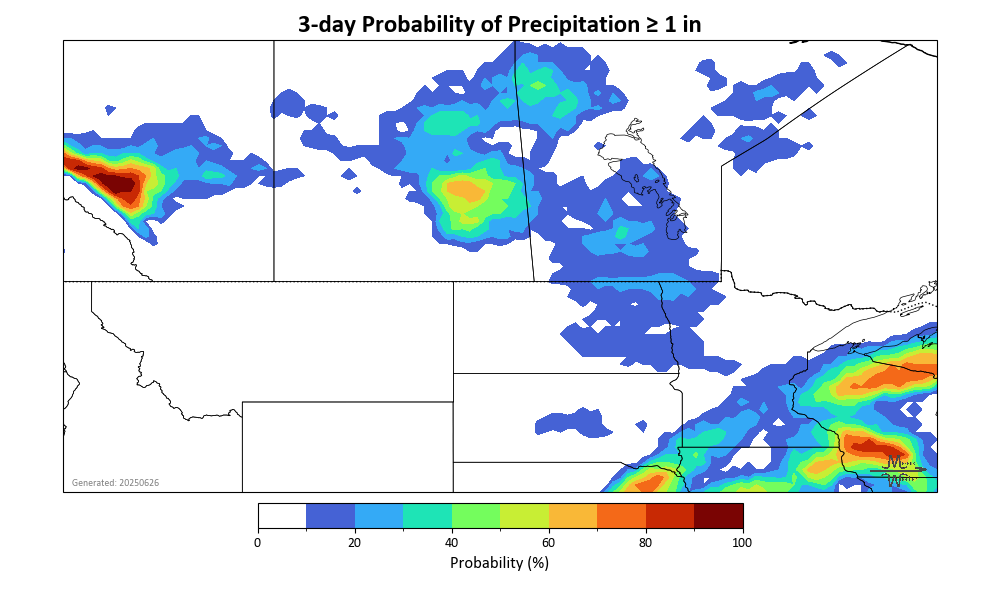 3-day Probability of Precipitation ≥ 1 in
Generated: 20250626
0 20 40 60 80 100
Probability (%)